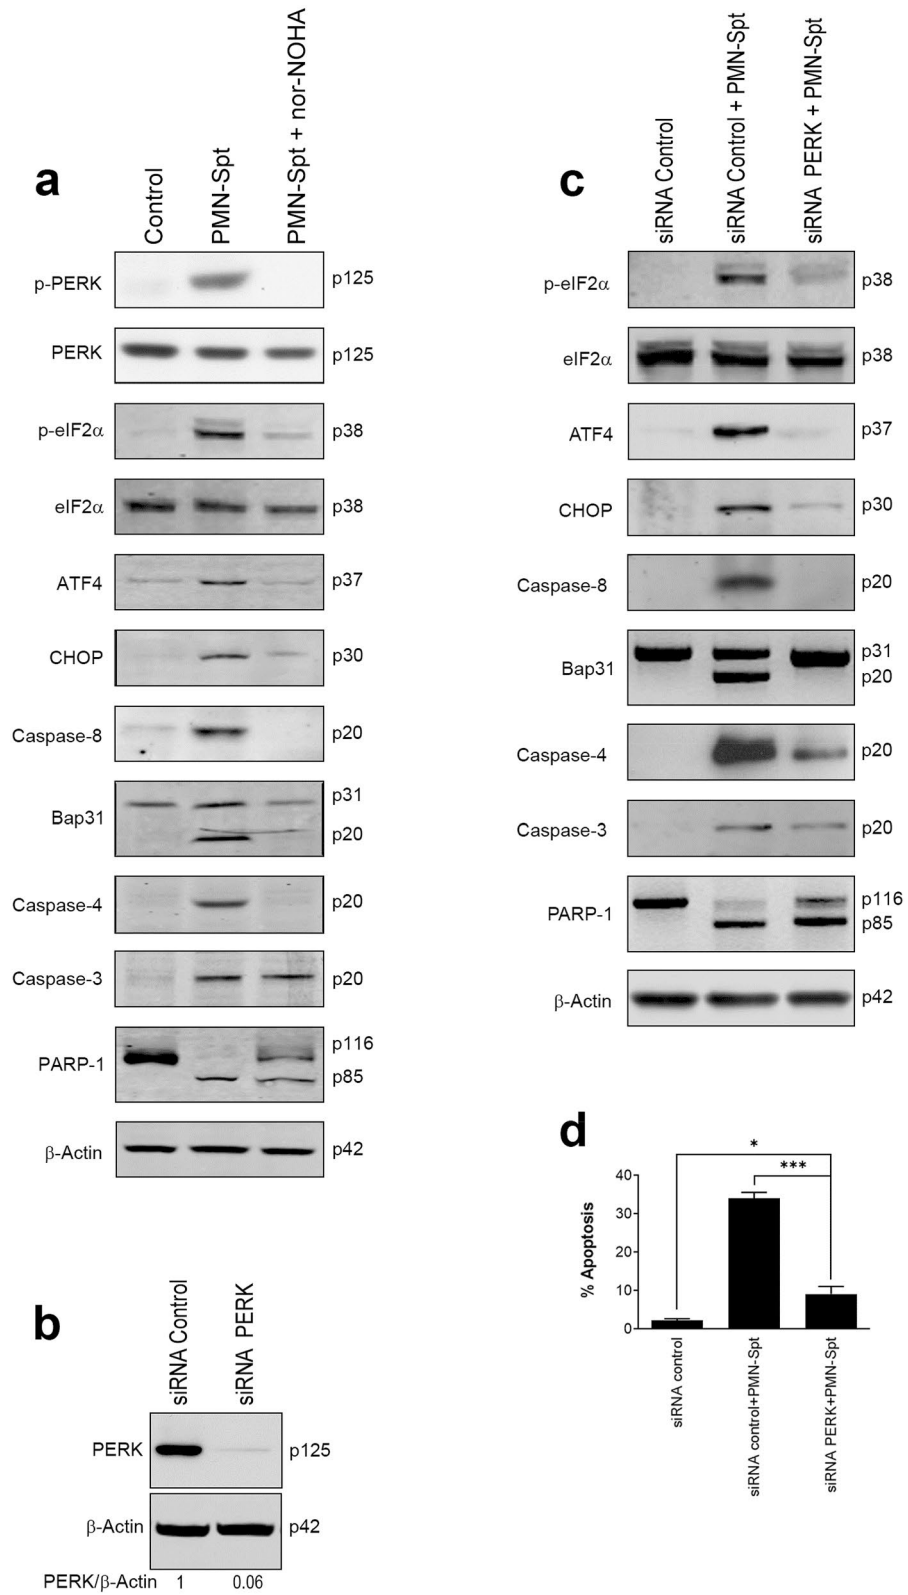 a
Control
PMN-Spt
PMN-Spt + nor-NOHA
p-PERK p125
PERK p125
p-eIF2α p38
eIF2α p38
ATF4 p37
CHOP p30
Caspase-8 p20
Bap31 p31
p20
Caspase-4 p20
Caspase-3 p20
PARP-1 p116
p85
β-Actin p42
b
siRNA Control
siRNA PERK
PERK p125
β-Actin p42
PERK/β-Actin 1 0.06
c
siRNA Control
siRNA Control + PMN-Spt
siRNA PERK + PMN-Spt
p-eIF2α p38
eIF2α p38
ATF4 p37
CHOP p30
Caspase-8 p20
Bap31 p31
p20
Caspase-4 p20
Caspase-3 p20
PARP-1 p116
p85
β-Actin p42
d
*
***
% Apoptosis
40
30
20
10
0
siRNA control
siRNA control+PMN-Spt
siRNA PERK+PMN-Spt